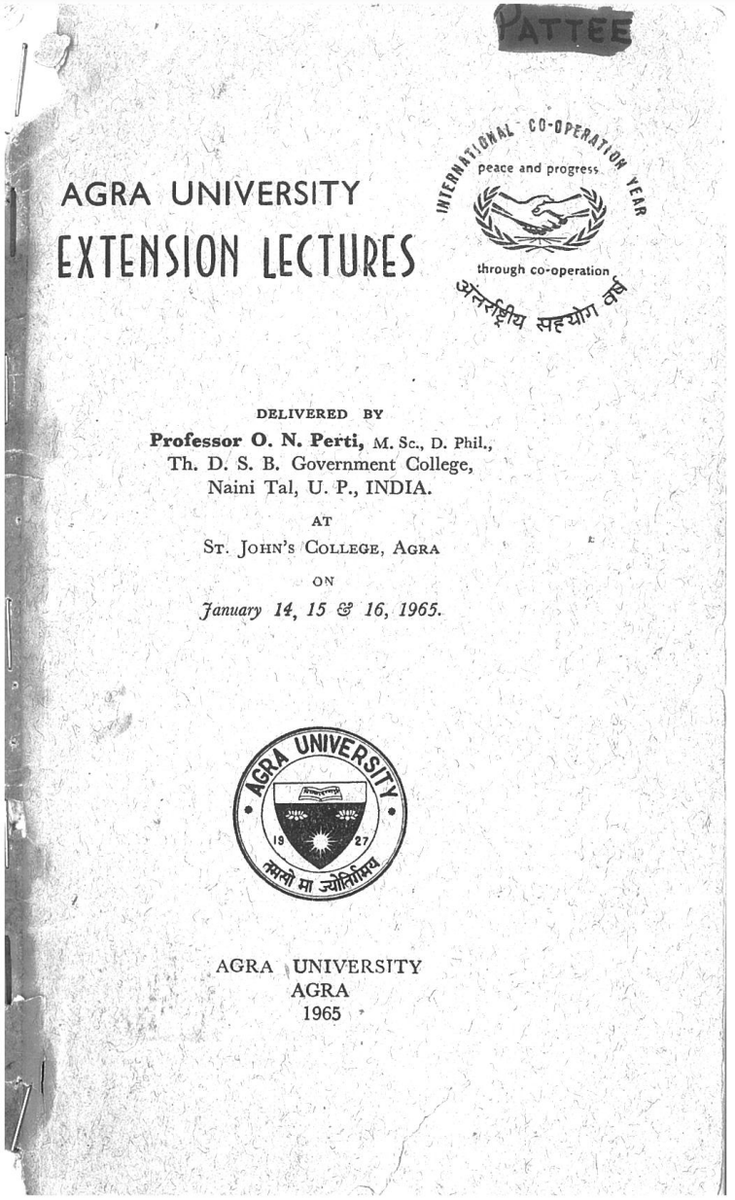 PATTEE
INTERNATIONAL CO-OPERATION YEAR
peace and progress
through co-operation
अंतर्राष्ट्रीय सहयोग वर्ष
AGRA UNIVERSITY
EXTENSION LECTURES
DELIVERED BY
Professor O. N. Perti, M. Sc., D. Phil.,
Th. D. S. B. Government College,
Naini Tal, U. P., INDIA.
AT
ST. JOHN'S COLLEGE, AGRA
ON
January 14, 15 & 16, 1965.
AGRA UNIVERSITY
19 27
तमसो मा ज्योतिर्गमय
AGRA UNIVERSITY
AGRA
1965